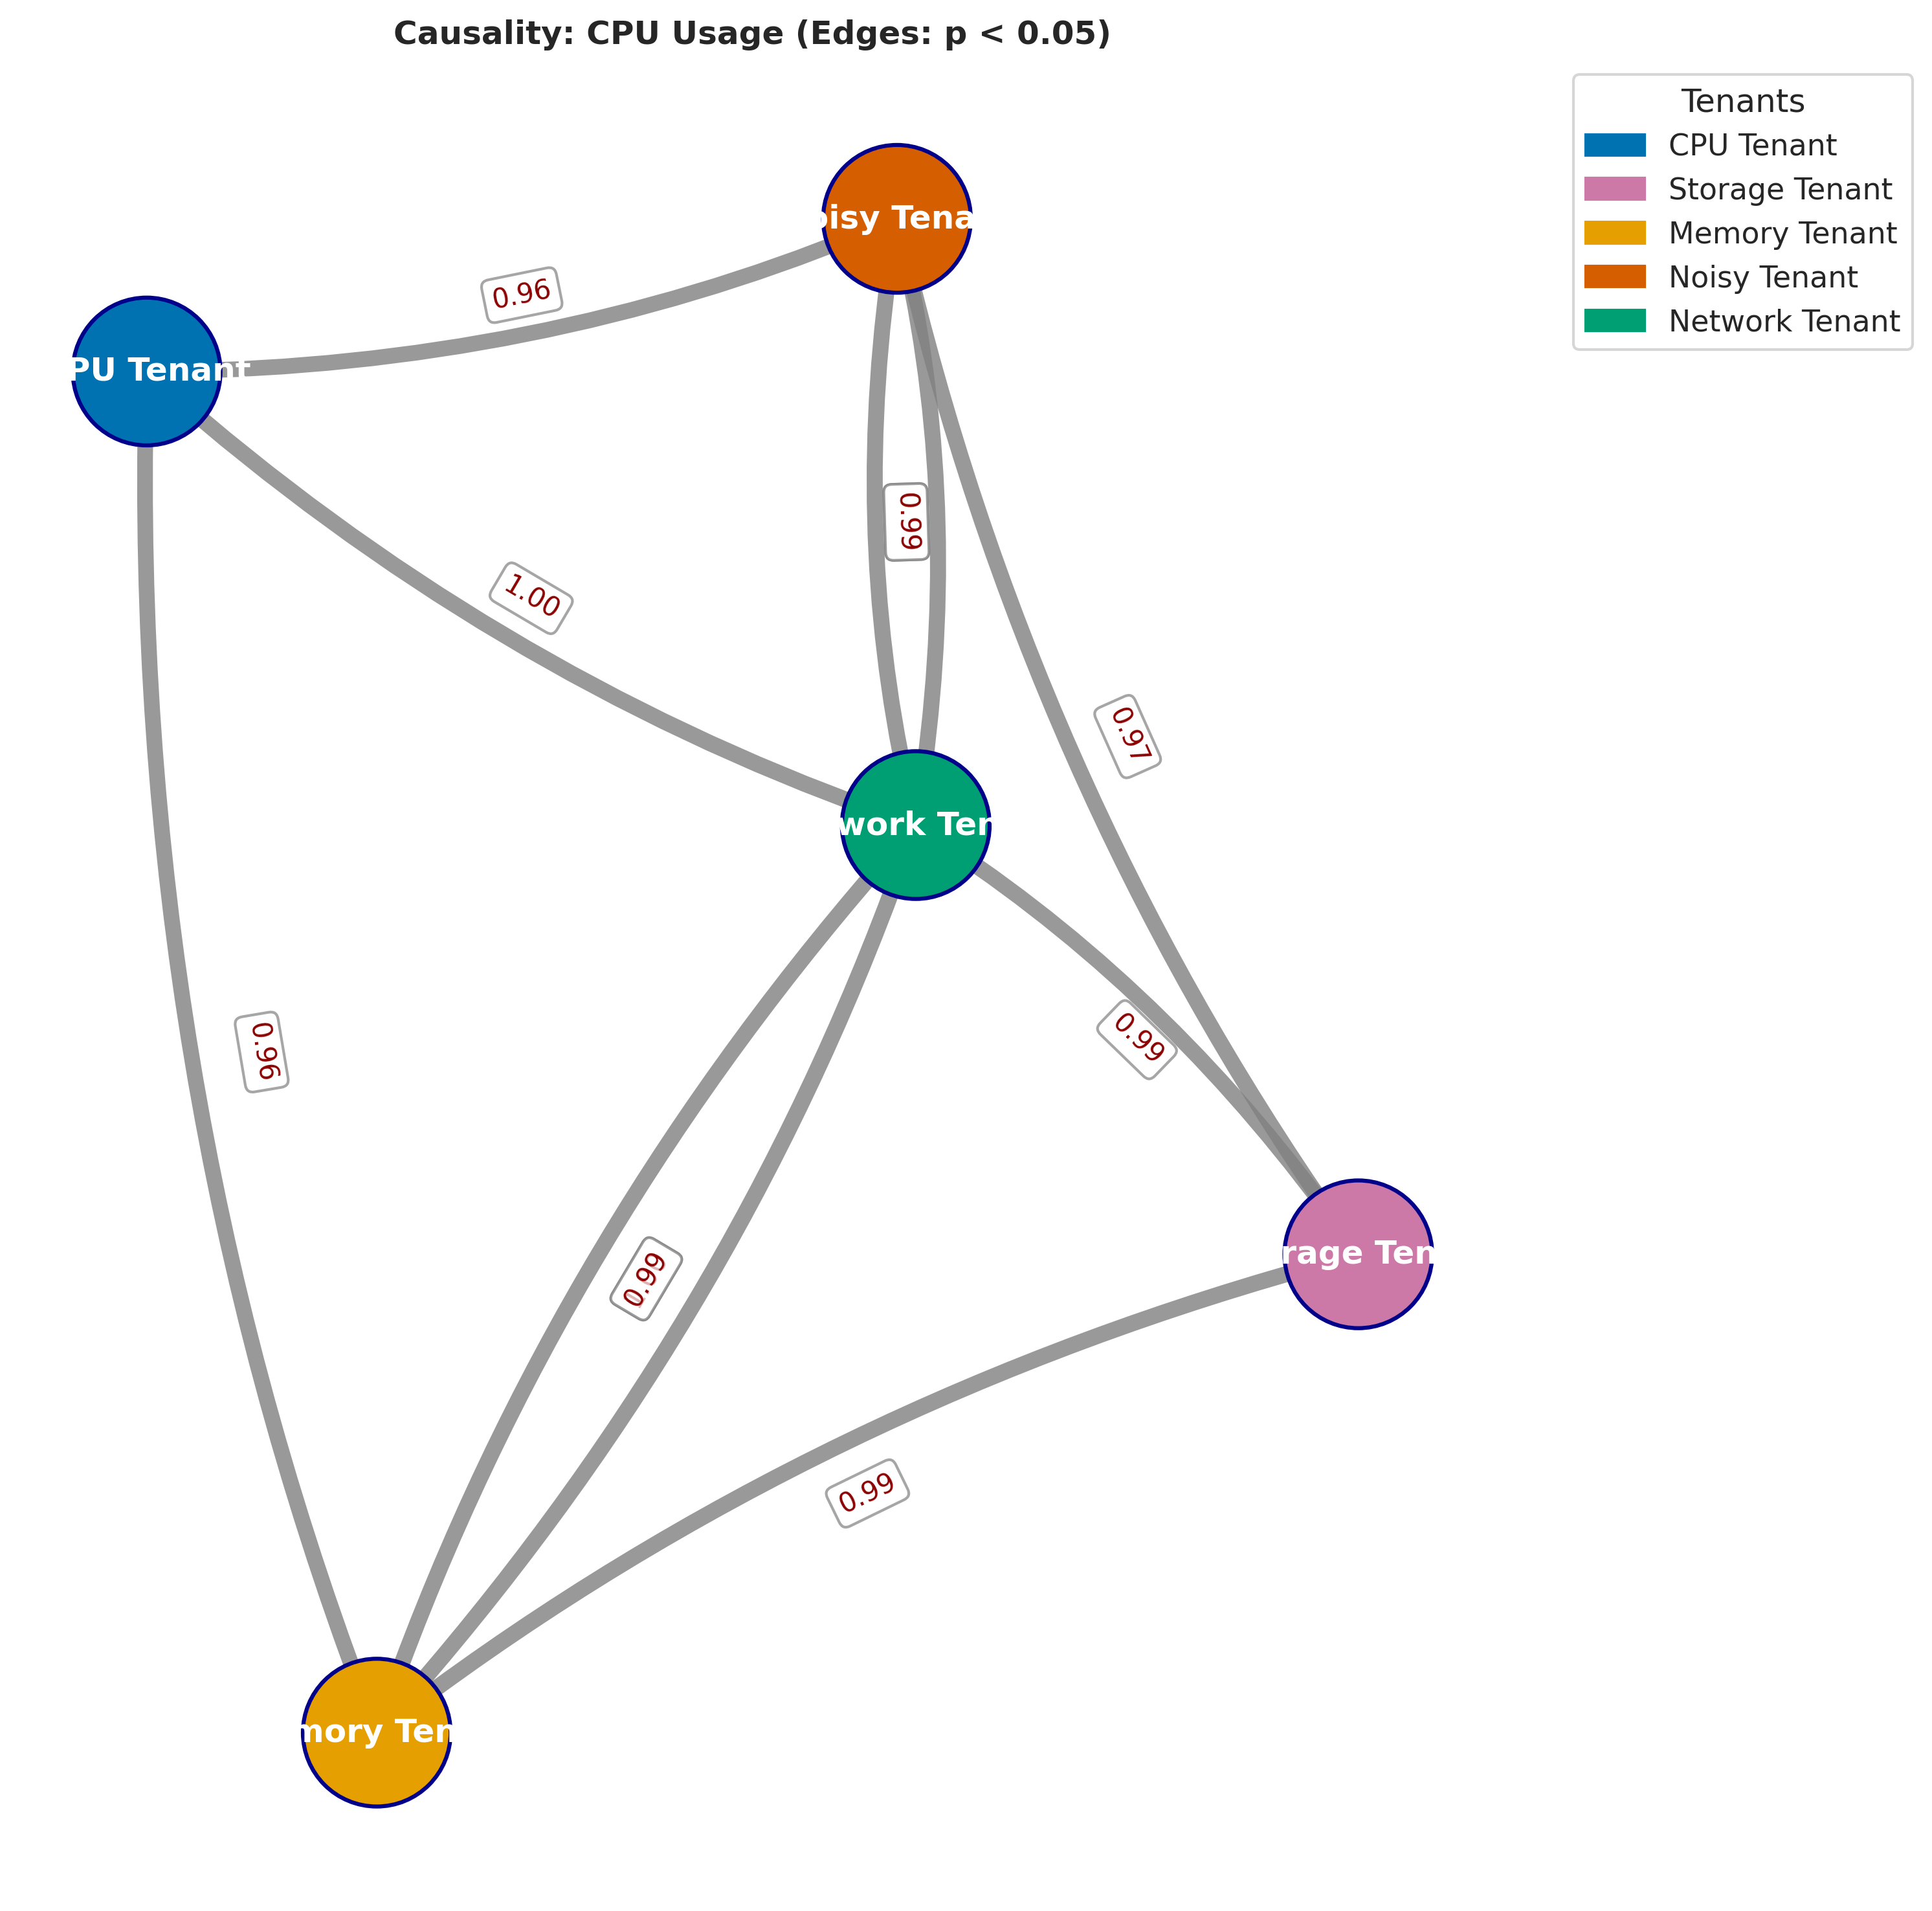 Causality: CPU Usage (Edges: p < 0.05)
Tenants
CPU Tenant
Storage Tenant
Memory Tenant
Noisy Tenant
Network Tenant
oisy Tena
0.96
PU Tenant
0.99
1.00
0.97
work Ten
0.99
0.96
rage Ten
0.99
0.99
mory Ten